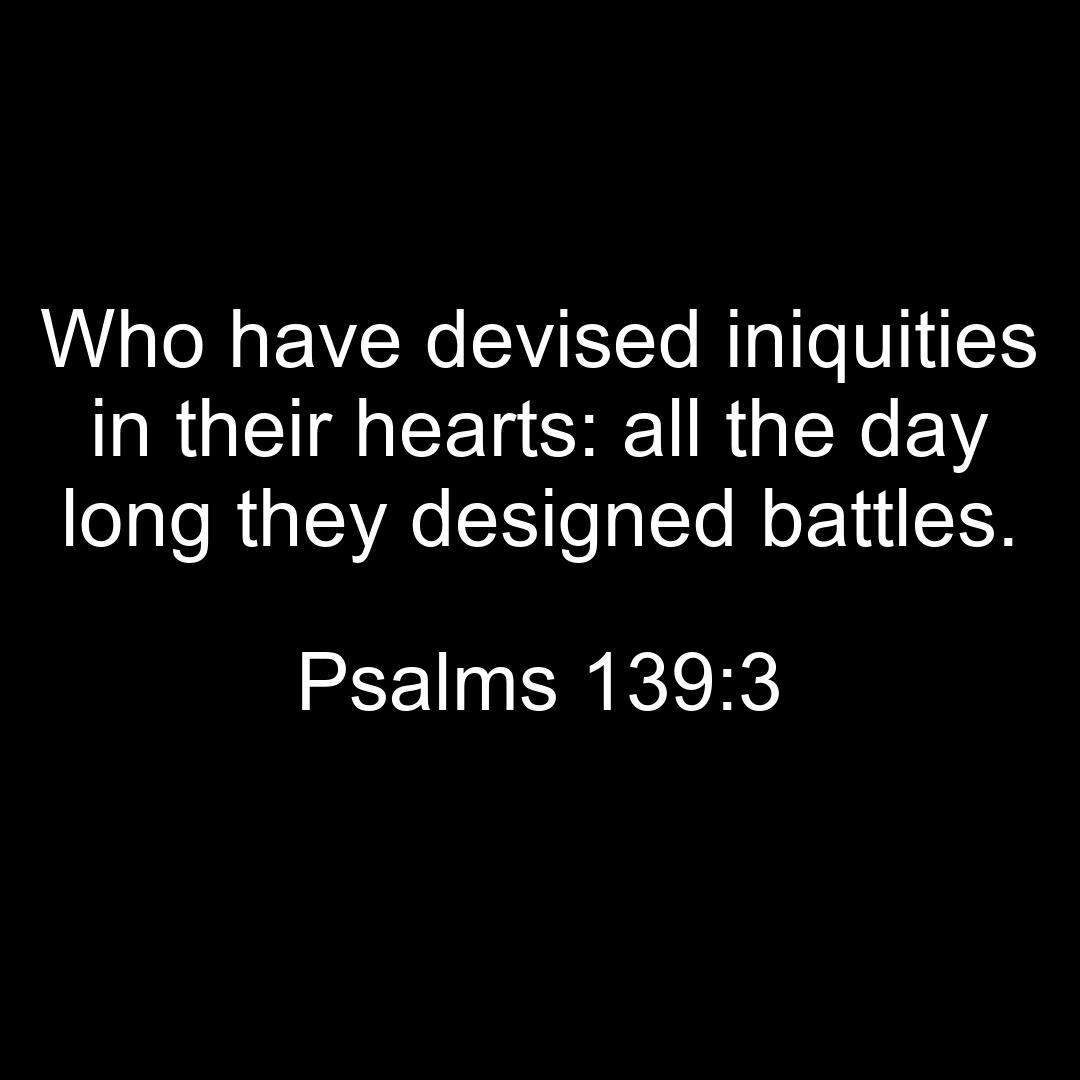 Who have devised iniquities
in their hearts: all the day
long they designed battles.
Psalms 139:3